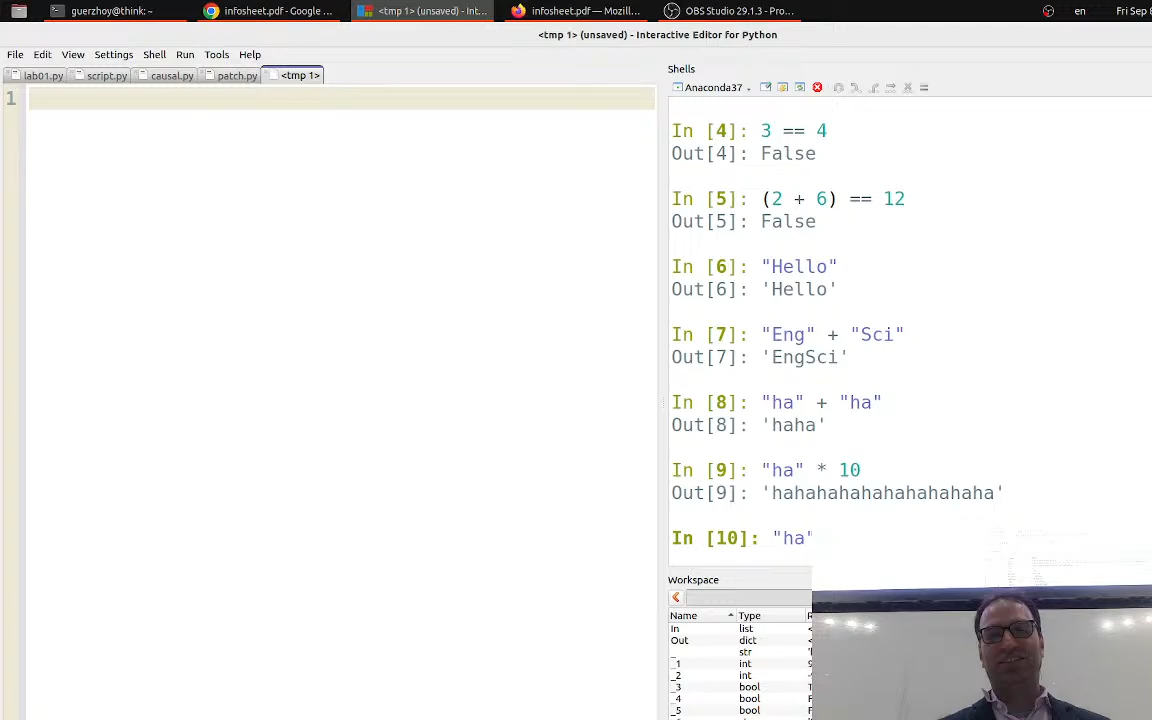 guerzhoy@think: ~
infosheet.pdf - Google ...
<tmp 1> (unsaved) - Int...
infosheet.pdf — Mozill...
OBS Studio 29.1.3 - Pro...
en
Fri Sep
<tmp 1> (unsaved) - Interactive Editor for Python
File Edit View Settings Shell Run Tools Help
lab01.py script.py causal.py patch.py <tmp 1>
1
Shells
Anaconda37
In [4]: 3 == 4
Out[4]: False
In [5]: (2 + 6) == 12
Out[5]: False
In [6]: "Hello"
Out[6]: 'Hello'
In [7]: "Eng" + "Sci"
Out[7]: 'EngSci'
In [8]: "ha" + "ha"
Out[8]: 'haha'
In [9]: "ha" * 10
Out[9]: 'hahahahahahahahahaha'
In [10]: "ha"
Workspace
Name Type
In list
Out dict
_ str
_1 int
_2 int
_3 bool
_4 bool
_5 bool